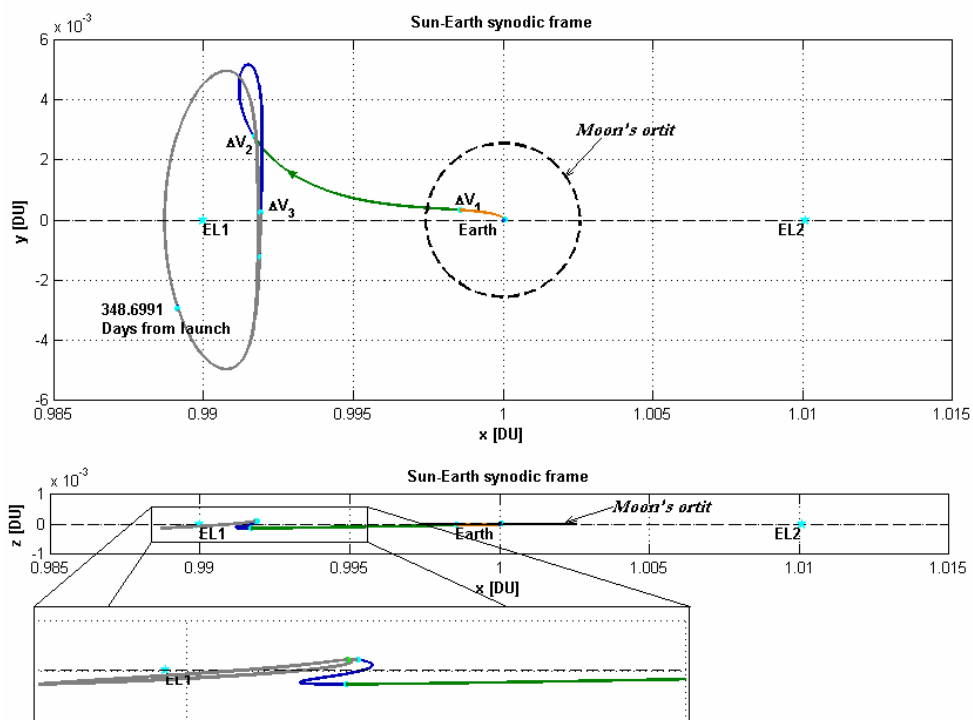 Sun-Earth synodic frame
x 10⁻³
6
4
2
0
-2
-4
-6
y [DU]
ΔV₂
ΔV₃
ΔV₁
Moon's ortit
EL1
Earth
EL2
348.6991
Days from launch
0.985
0.99
0.995
1
1.005
1.01
1.015
x [DU]
Sun-Earth synodic frame
x 10⁻³
1
0
-1
z [DU]
Moon's ortit
EL1
Earth
EL2
0.985
0.99
0.995
1
1.005
1.01
1.015
x [DU]
EL1